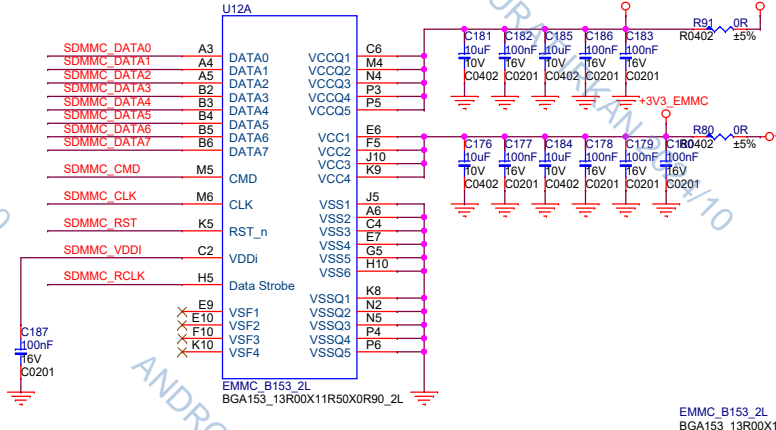 U12A
SDMMC_DATA0 A3 DATA0 VCCQ1 C6
SDMMC_DATA1 A4 DATA1 VCCQ2 M4
SDMMC_DATA2 A5 DATA2 VCCQ3 N4
SDMMC_DATA3 B2 DATA3 VCCQ4 P3
SDMMC_DATA4 B3 DATA4 VCCQ5 P5
SDMMC_DATA5 B4 DATA5
SDMMC_DATA6 B5 DATA6 VCC1 E6
SDMMC_DATA7 B6 DATA7 VCC2 F5
VCC3 J10
SDMMC_CMD M5 CMD VCC4 K9
SDMMC_CLK M6 CLK VSS1 J5
VSS2 A6
SDMMC_RST K5 RST_n VSS3 C4
VSS4 E7
SDMMC_VDDI C2 VDDi VSS5 G5
VSS6 H10
SDMMC_RCLK H5 Data Strobe
VSSQ1 K8
E9 VSF1 VSSQ2 N2
E10 VSF2 VSSQ3 N5
F10 VSF3 VSSQ4 P4
K10 VSF4 VSSQ5 P6
EMMC_B153_2L
BGA153_13R00X11R50X0R90_2L
C187
100nF
16V
C0201
C181 C182 C185 C186 C183
10uF 100nF 10uF 100nF 100nF
10V 16V 10V 16V 16V
C0402 C0201 C0402 C0201 C0201
R91 0R
R0402 ±5%
+3V3_EMMC
C176 C177 C184 C178 C179
10uF 100nF 10uF 100nF 100nF 100nF
10V 16V 10V 16V 16V 16V
C0402 C0201 C0402 C0201 C0201 C0201
R80 0R
±5%
EMMC_B153_2L
BGA153_13R00X1